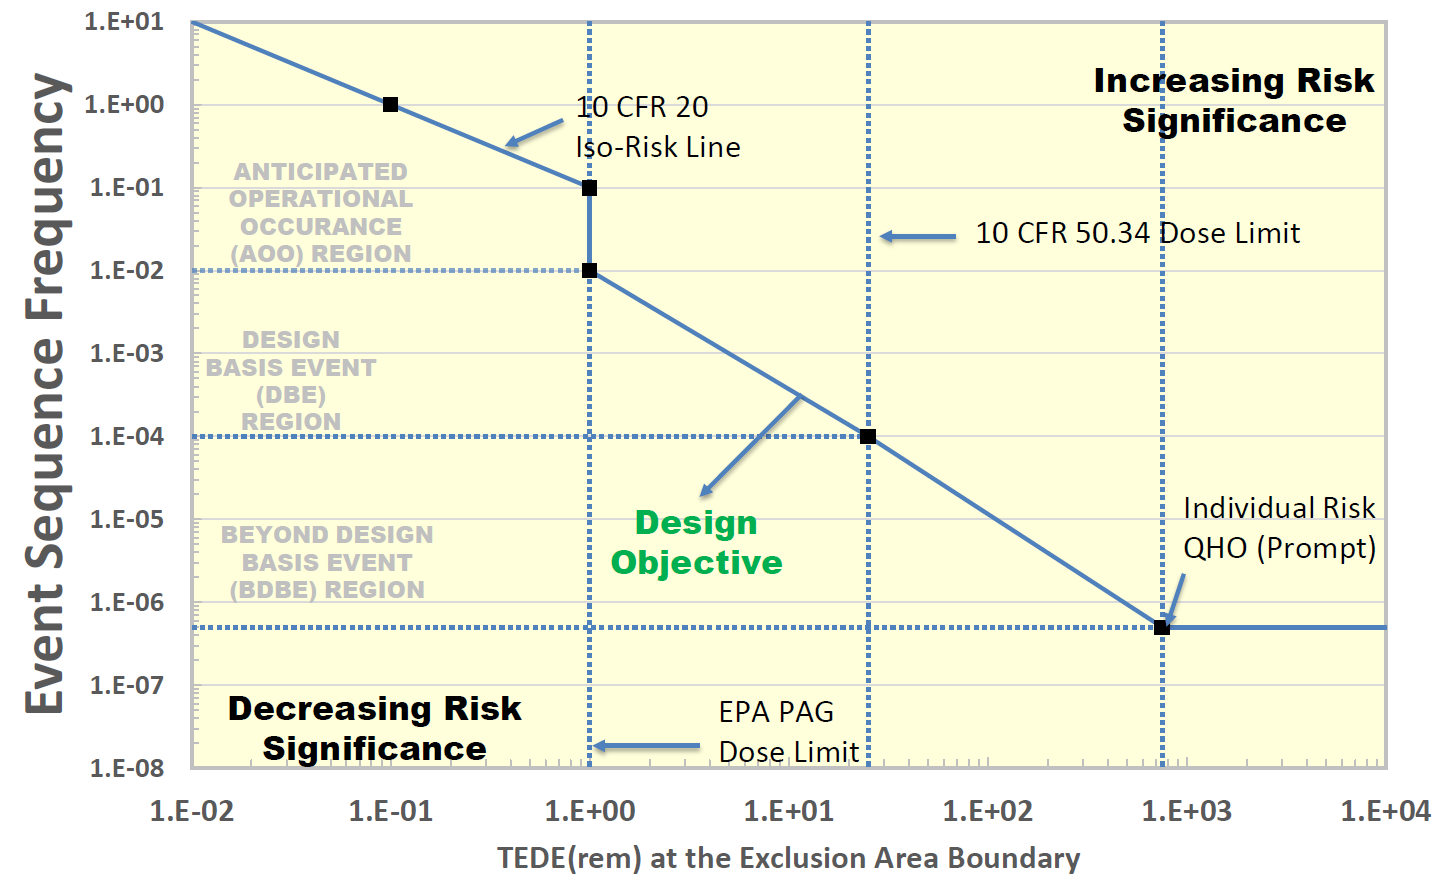 Event Sequence Frequency
1.E+01
1.E+00
1.E-01
1.E-02
1.E-03
1.E-04
1.E-05
1.E-06
1.E-07
1.E-08
Increasing Risk
Significance
10 CFR 20
Iso-Risk Line
ANTICIPATED
OPERATIONAL
OCCURANCE
(AOO) REGION
10 CFR 50.34 Dose Limit
DESIGN
BASIS EVENT
(DBE)
REGION
Design
Objective
Individual Risk
QHO (Prompt)
BEYOND DESIGN
BASIS EVENT
(BDBE) REGION
Decreasing Risk
Significance
EPA PAG
Dose Limit
1.E-02 1.E-01 1.E+00 1.E+01 1.E+02 1.E+03 1.E+04
TEDE(rem) at the Exclusion Area Boundary